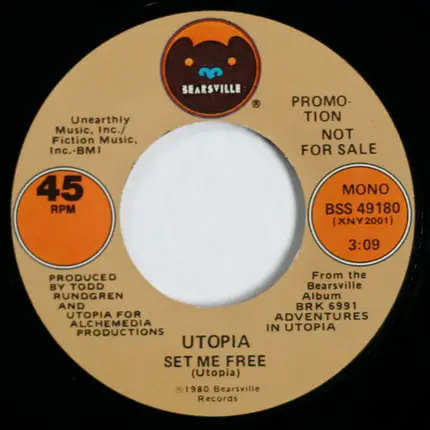 BEARSVILLE
®
Unearthly
Music, Inc./
Fiction Music,
Inc.-BMI
PROMO-
TION
NOT
FOR SALE
45
RPM
MONO
BSS 49180
(XNY2001)
3:09
PRODUCED
BY TODD
RUNDGREN
AND
UTOPIA FOR
ALCHEMEDIA
PRODUCTIONS
From the
Bearsville
Album
BRK 6991
ADVENTURES
IN UTOPIA
UTOPIA
SET ME FREE
(Utopia)
℗1980 Bearsville
Records